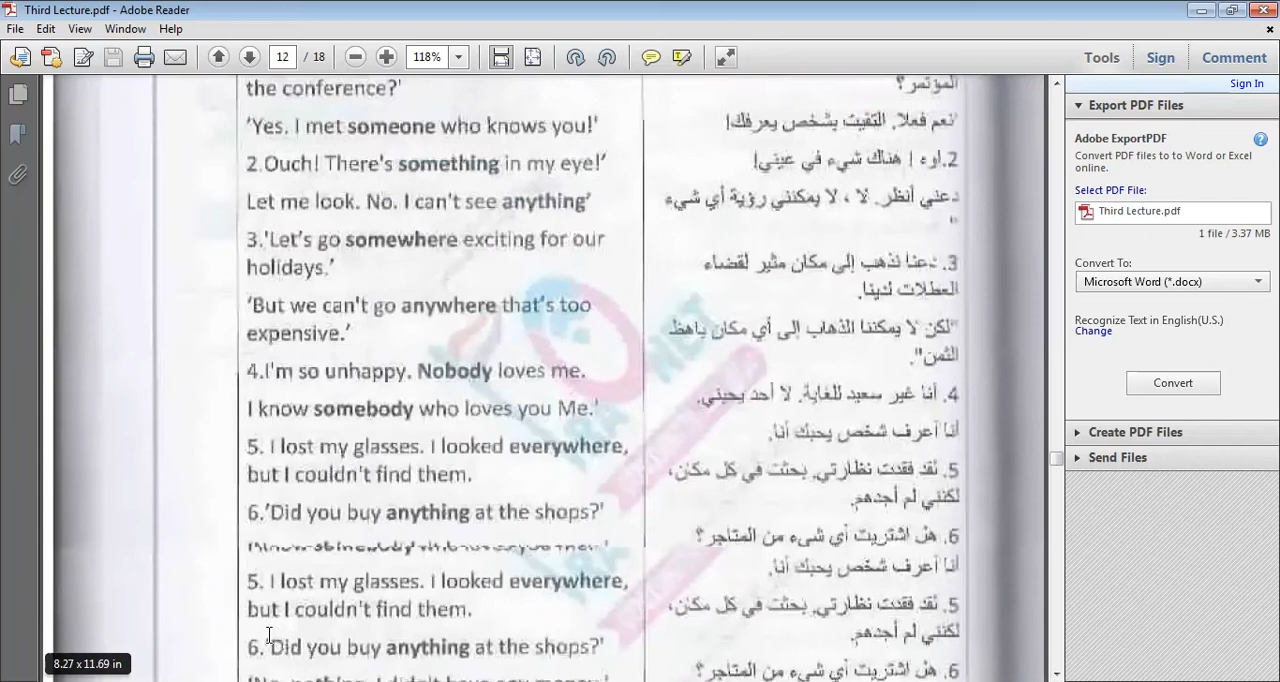 Third Lecture.pdf - Adobe Reader
File Edit View Window Help
12 / 18 118% Tools Sign Comment
Sign In
the conference?'
'Yes. I met someone who knows you!'
2.Ouch! There's something in my eye!'
Let me look. No. I can't see anything'
3.'Let's go somewhere exciting for our
holidays.'
'But we can't go anywhere that's too
expensive.'
4.I'm so unhappy. Nobody loves me.
I know somebody who loves you Me.'
5. I lost my glasses. I looked everywhere,
but I couldn't find them.
6.'Did you buy anything at the shops?'
5. I lost my glasses. I looked everywhere,
but I couldn't find them.
6.'Did you buy anything at the shops?'
المؤتمر؟
'نعم فعلا. التقيت بشخص يعرفك!
2.اوه ! هناك شيء في عيني!
دعني أنظر. لا ، لا يمكنني رؤية أي شيء
"
3. دعنا نذهب إلى مكان مثير لقضاء
العطلات لدينا.
"لكن لا يمكننا الذهاب إلى أي مكان باهظ
الثمن".
4. أنا غير سعيد للغاية. لا أحد يحبني.
أنا أعرف شخص يحبك أنا.
5. لقد فقدت نظارتي. بحثت في كل مكان،
لكنني لم أجدهم.
6. هل اشتريت أي شيء من المتاجر؟
أنا أعرف شخص يحبك أنا.
5. لقد فقدت نظارتي. بحثت في كل مكان،
لكنني لم أجدهم.
6. هل اشتريت أي شيء من المتاجر؟
8.27 x 11.69 in
Export PDF Files
Adobe ExportPDF
Convert PDF files to to Word or Excel
online.
Select PDF File:
Third Lecture.pdf
1 file / 3.37 MB
Convert To:
Microsoft Word (*.docx)
Recognize Text in English(U.S.)
Change
Convert
Create PDF Files
Send Files